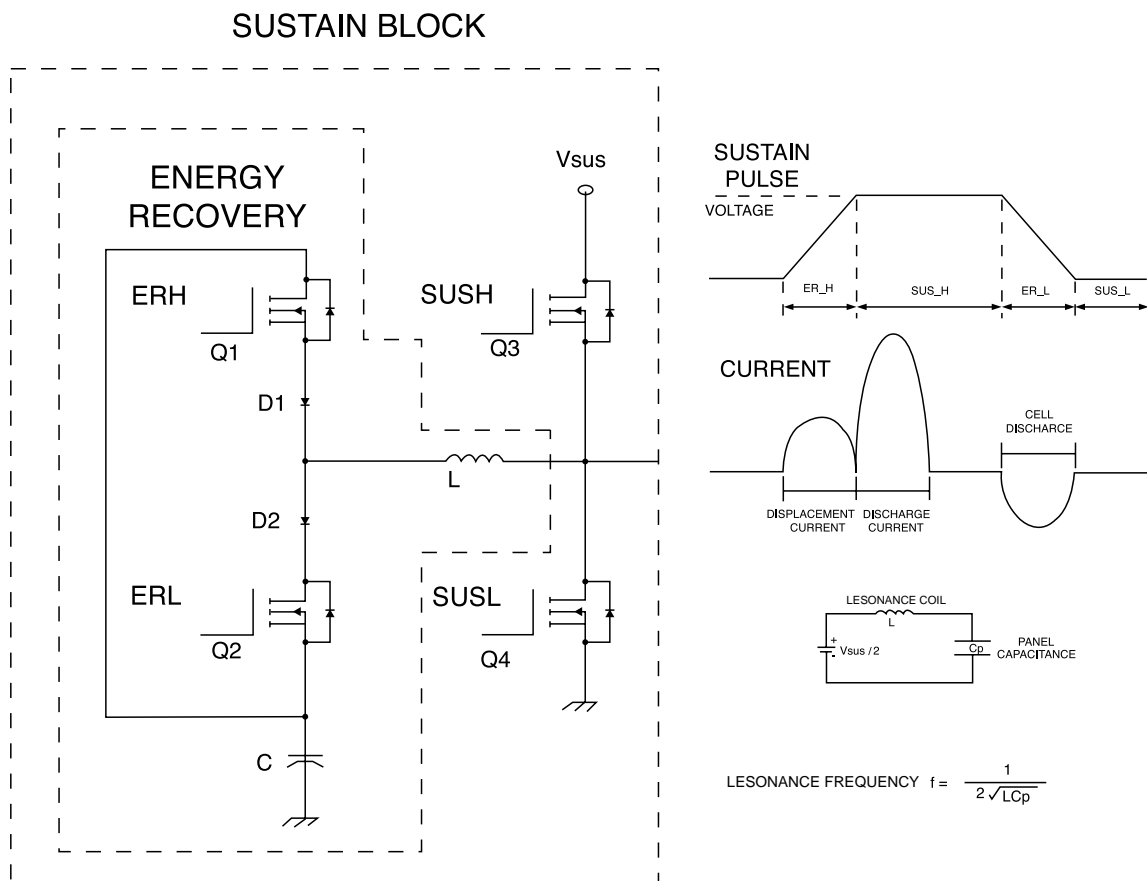 SUSTAIN BLOCK
ENERGY
RECOVERY
ERH
Q1
D1
D2
ERL
Q2
C
L
Vsus
SUSH
Q3
SUSL
Q4
SUSTAIN
PULSE
VOLTAGE
ER_H
SUS_H
ER_L
SUS_L
CURRENT
CELL
DISCHARCE
DISPLACEMENT
CURRENT
DISCHARGE
CURRENT
LESONANCE COIL
L
+
-
Vsus /2
Cp
PANEL
CAPACITANCE
LESONANCE FREQUENCY f = 1 / 2 √LCp